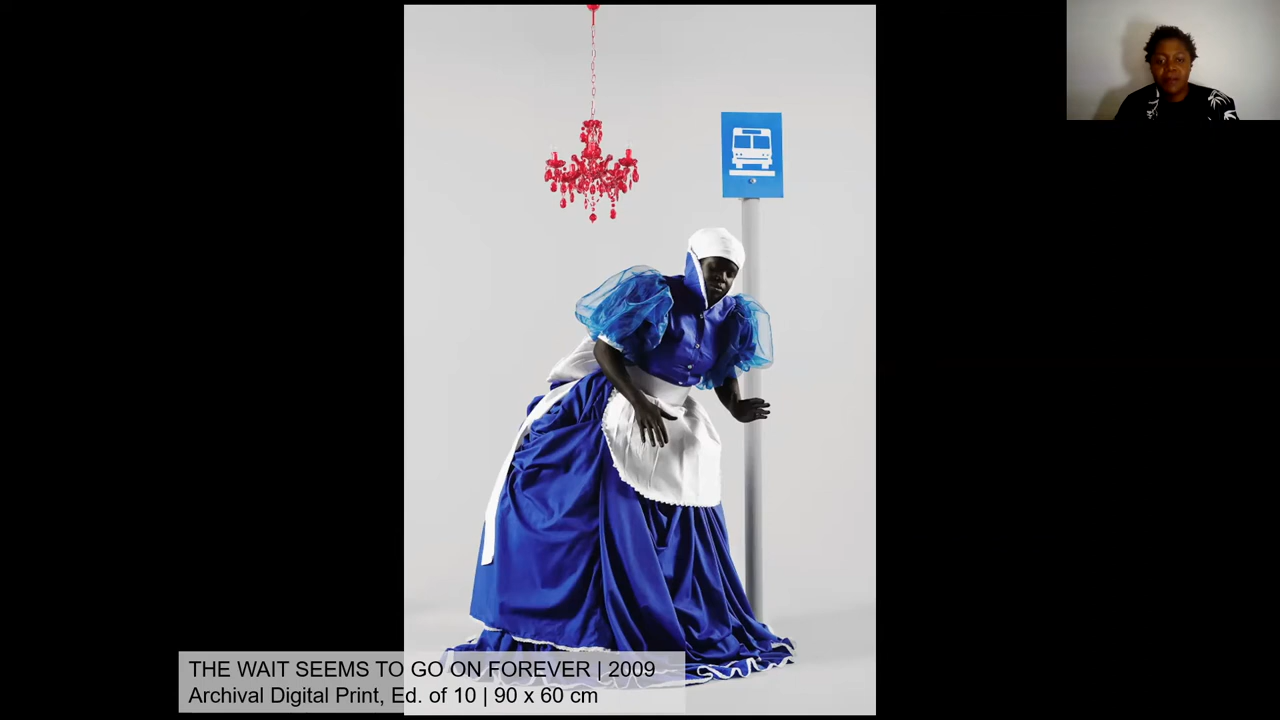 THE WAIT SEEMS TO GO ON FOREVER | 2009
Archival Digital Print, Ed. of 10 | 90 x 60 cm